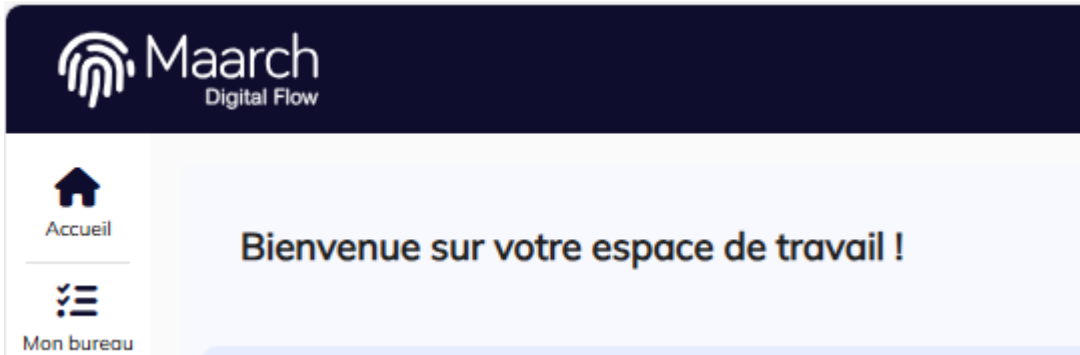 Maarch
Digital Flow
Accueil
Bienvenue sur votre espace de travail !
Mon bureau